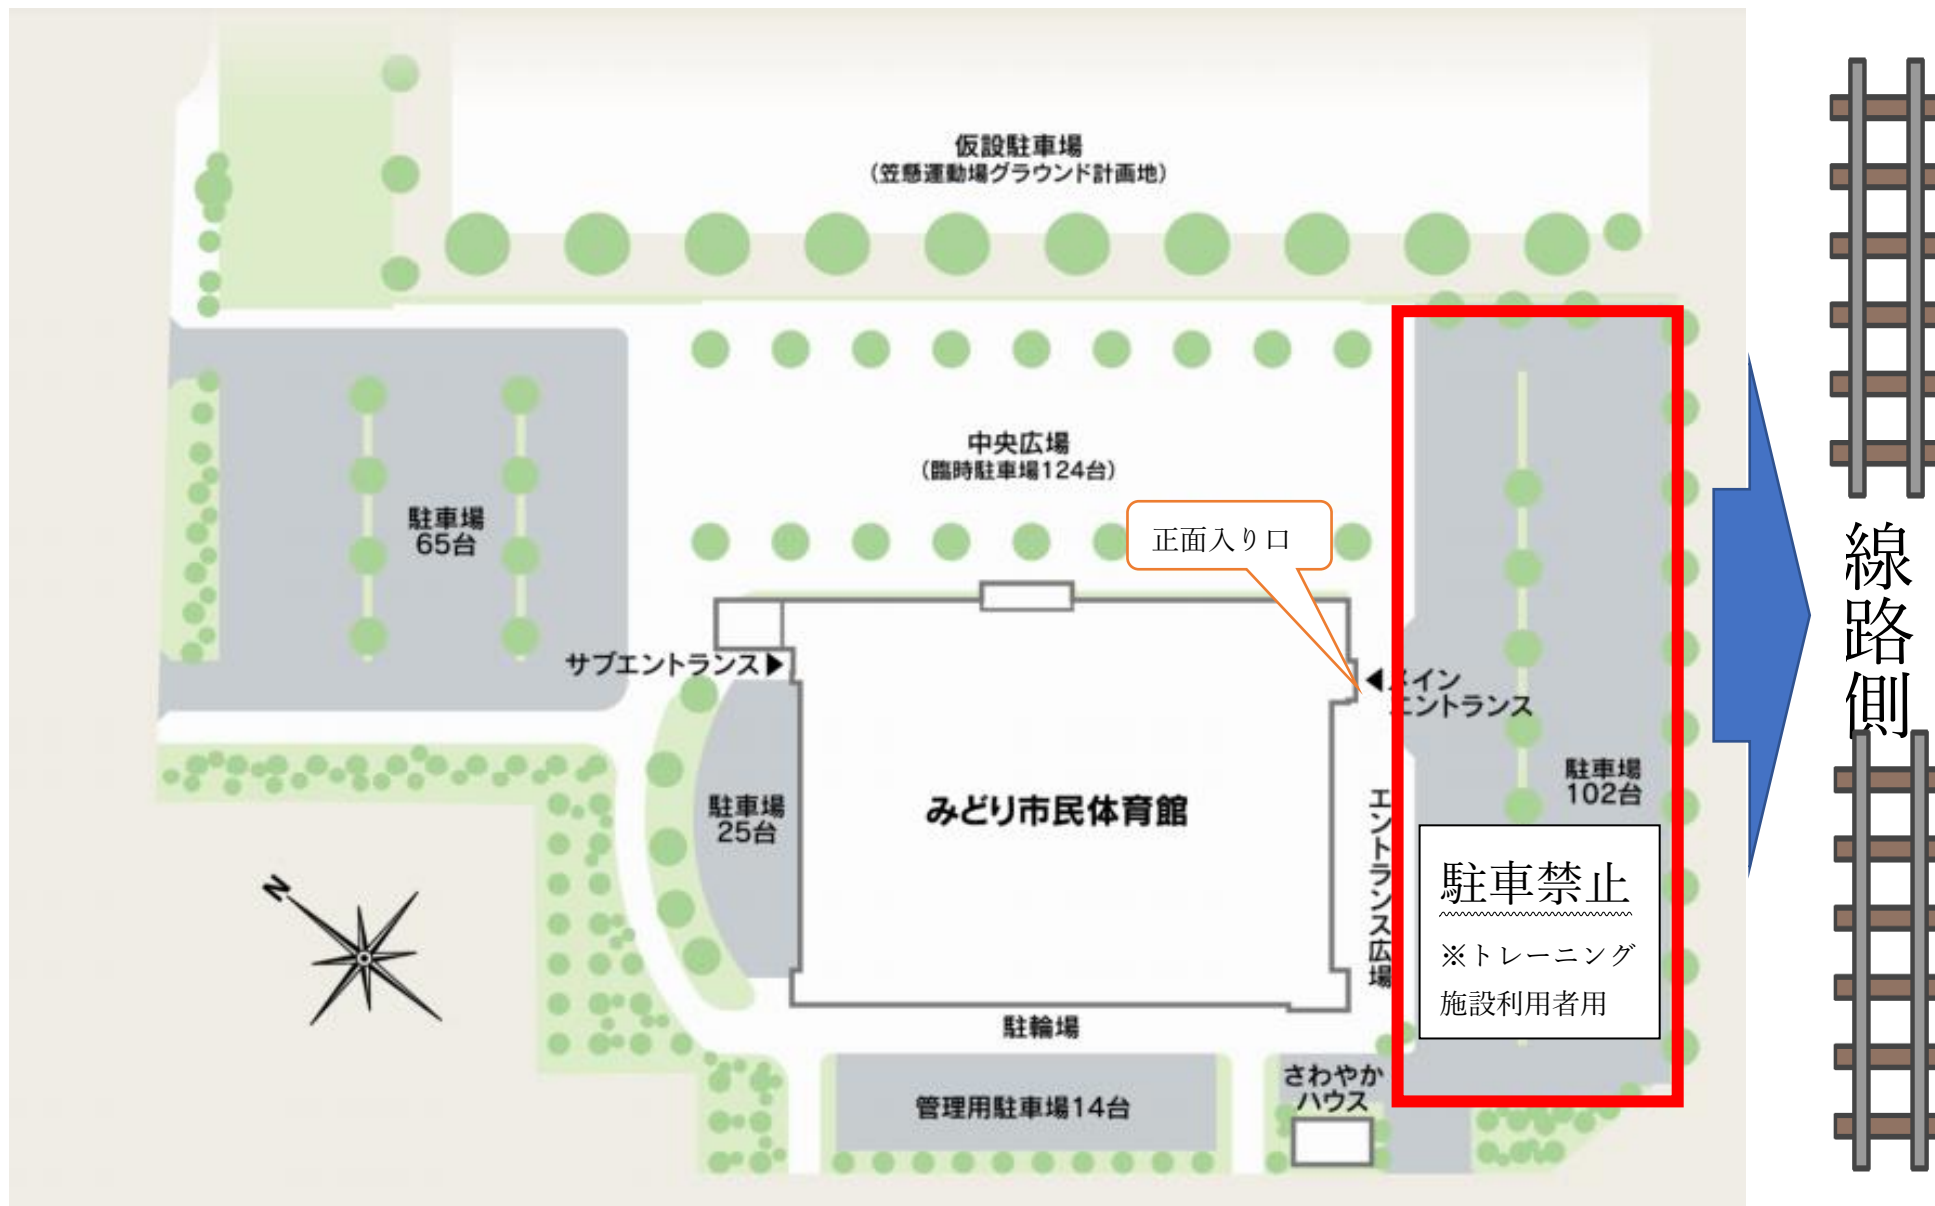 仮設駐車場
（笠懸運動場グラウンド計画地）
中央広場
（臨時駐車場124台）
正面入り口
駐車場
65台
サブエントランス▶
◀メイン
エントランス
線路側
駐車場
102台
駐車場
25台
みどり市民体育館
エントランス広場
駐車禁止
※トレーニング
施設利用者用
N
駐輪場
さわやか
ハウス
管理用駐車場14台